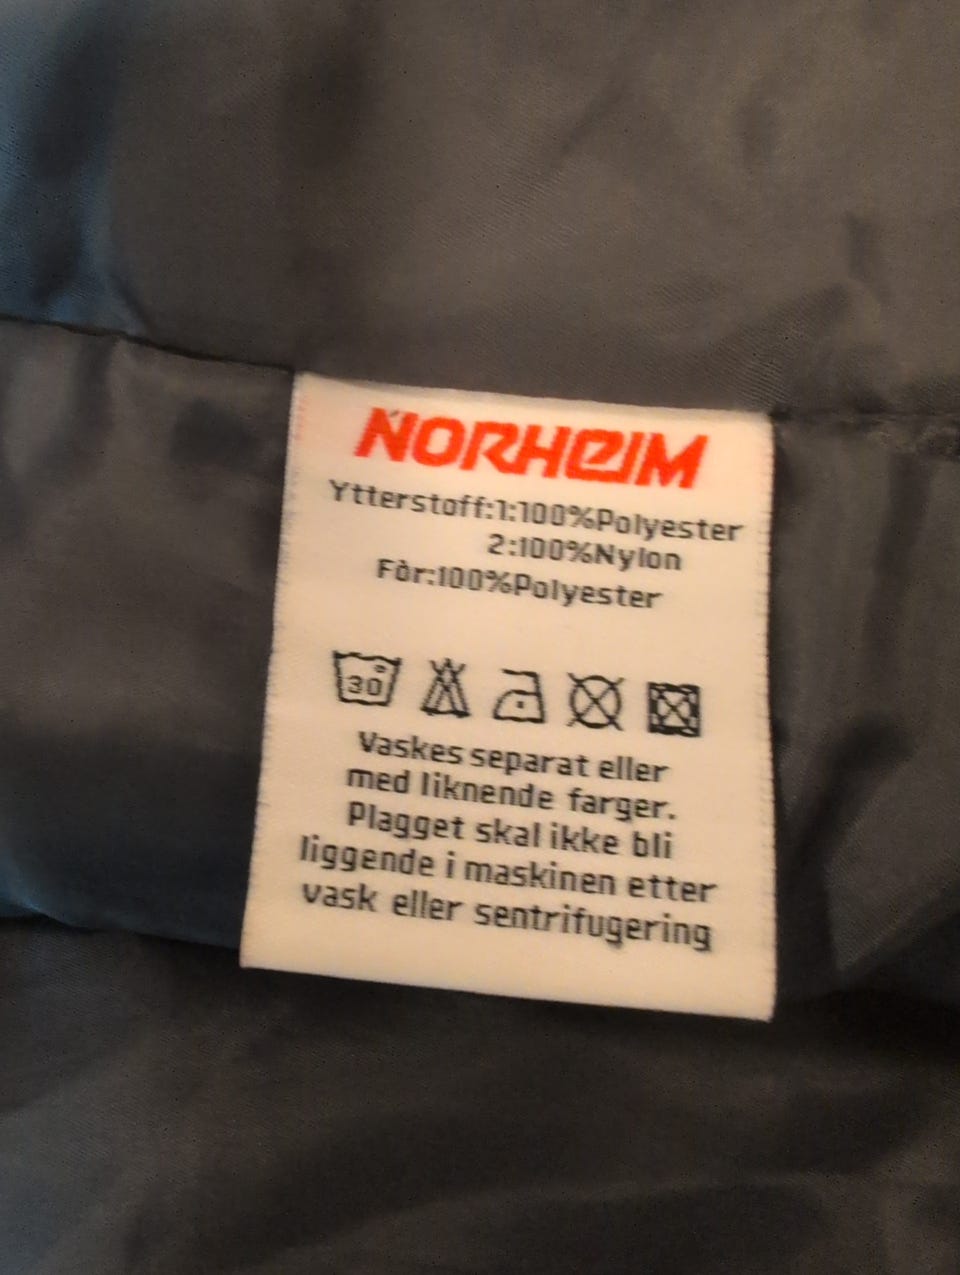 NORHEIM
Ytterstoff:1:100%Polyester
2:100%Nylon
Fòr:100%Polyester
30
Vaskes separat eller
med liknende farger.
Plagget skal ikke bli
liggende i maskinen etter
vask eller sentrifugering